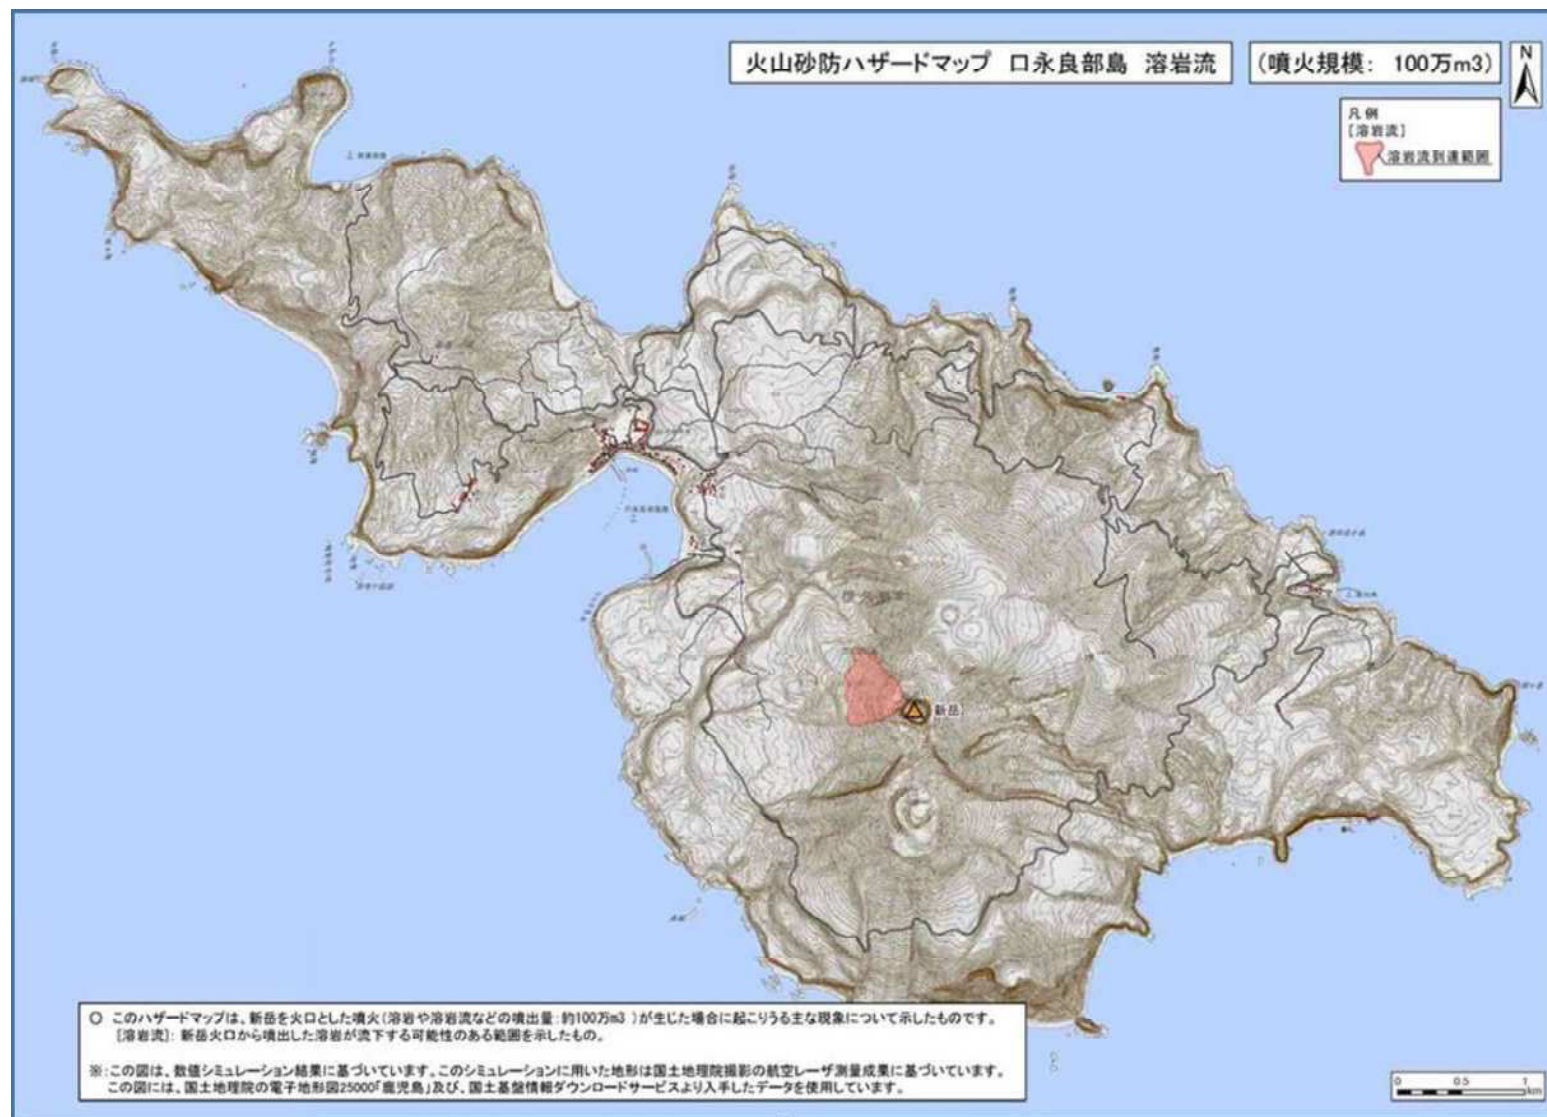 火山砂防ハザードマップ 口永良部島 溶岩流
(噴火規模: 100万m3)
N
凡例
[溶岩流]
溶岩流到達範囲
新岳
○ このハザードマップは、新岳を火口とした噴火(溶岩や溶岩流などの噴出量:約100万m3 )が生じた場合に起こりうる主な現象について示したものです。
[溶岩流]: 新岳火口から噴出した溶岩が流下する可能性のある範囲を示したもの。
※:この図は、数値シミュレーション結果に基づいています。このシミュレーションに用いた地形は国土地理院撮影の航空レーザ測量成果に基づいています。
この図には、国土地理院の電子地形図25000「鹿児島」及び、国土基盤情報ダウンロードサービスより入手したデータを使用しています。
0 0.5 1
km